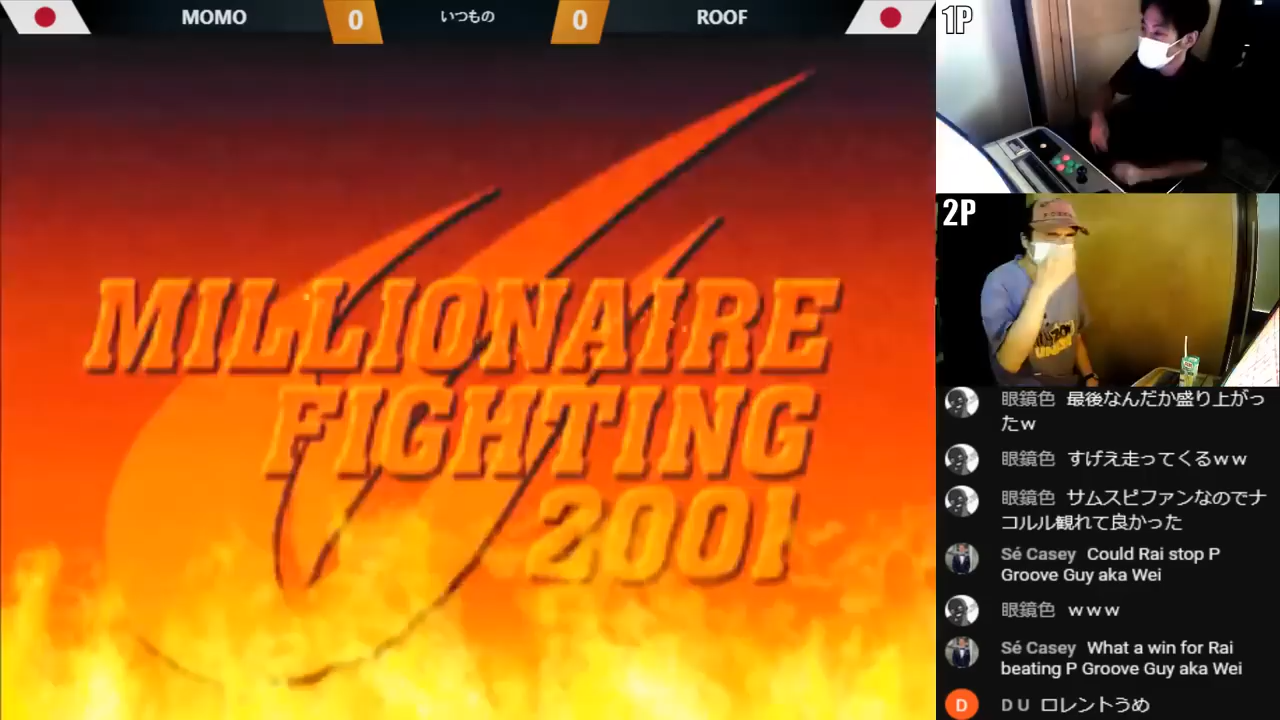 MOMO 0 いつもの 0 ROOF
1P
MILLIONAIRE
FIGHTING
2001
2P
眼鏡色 最後なんだか盛り上がっ
たｗ
眼鏡色 すげえ走ってくるｗｗ
眼鏡色 サムスピファンなのでナ
コルル観れて良かった
Sé Casey Could Rai stop P
Groove Guy aka Wei
眼鏡色 ｗｗｗ
Sé Casey What a win for Rai
beating P Groove Guy aka Wei
D D U ロレントうめ